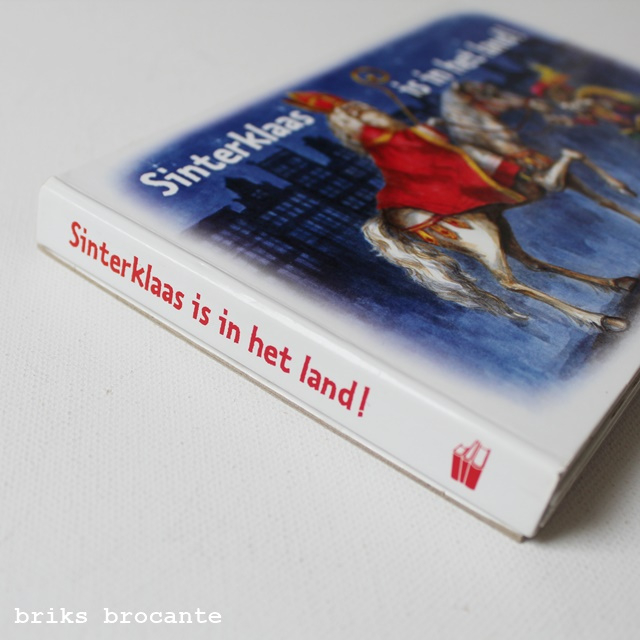 Sinterklaas is in het land!
Sinterklaas is in het land!
briks brocante